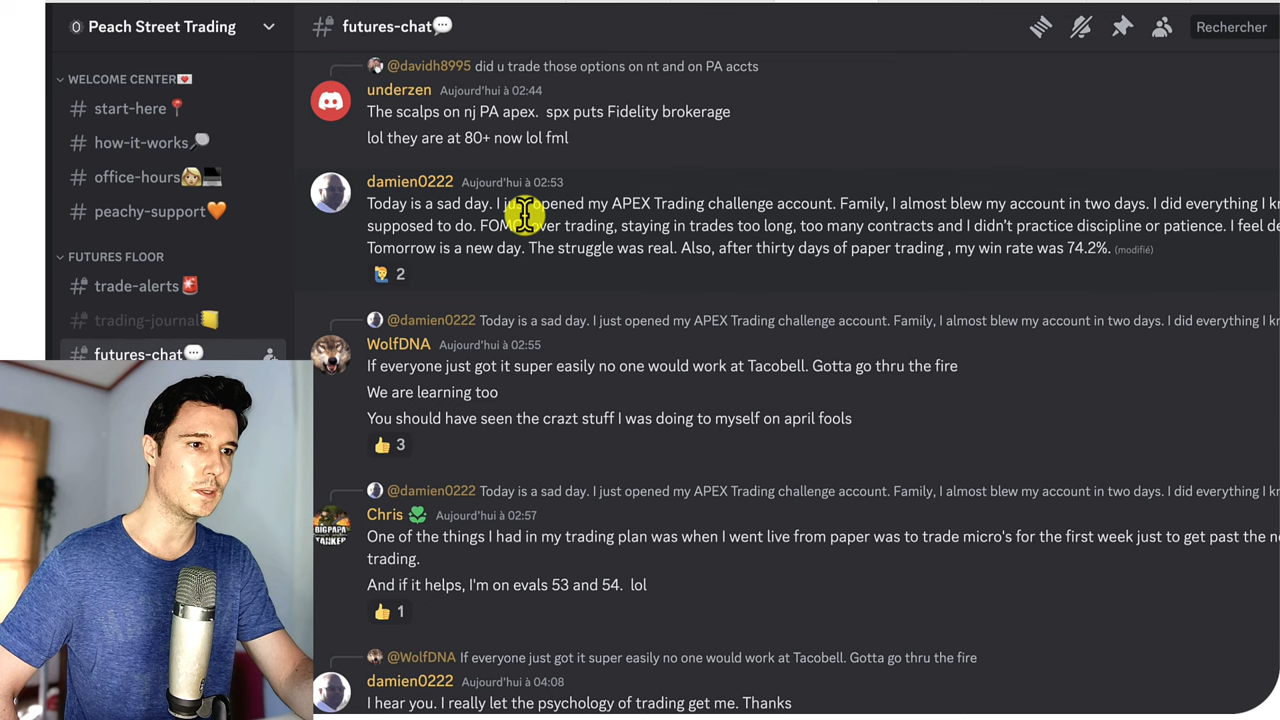 Peach Street Trading
futures-chat💬
Rechercher
WELCOME CENTER💌
start-here📍
how-it-works
office-hours
peachy-support🧡
FUTURES FLOOR
trade-alerts🚨
trading-journal📒
futures-chat💬
@davidh8995 did u trade those options on nt and on PA accts
underzen Aujourd'hui à 02:44
The scalps on nj PA apex. spx puts Fidelity brokerage
lol they are at 80+ now lol fml
damien0222 Aujourd'hui à 02:53
Today is a sad day. I just opened my APEX Trading challenge account. Family, I almost blew my account in two days. I did everything I
supposed to do. FOMO over trading, staying in trades too long, too many contracts and I didn't practice discipline or patience. I feel
Tomorrow is a new day. The struggle was real. Also, after thirty days of paper trading , my win rate was 74.2%. (modifié)
2
@damien0222 Today is a sad day. I just opened my APEX Trading challenge account. Family, I almost blew my account in two days. I did everything I
WolfDNA Aujourd'hui à 02:55
If everyone just got it super easily no one would work at Tacobell. Gotta go thru the fire
We are learning too
You should have seen the crazt stuff I was doing to myself on april fools
👍 3
@damien0222 Today is a sad day. I just opened my APEX Trading challenge account. Family, I almost blew my account in two days. I did everything I
BIGPAPA
Chris Aujourd'hui à 02:57
One of the things I had in my trading plan was when I went live from paper was to trade micro's for the first week just to get past the
trading.
And if it helps, I'm on evals 53 and 54. lol
👍 1
@WolfDNA If everyone just got it super easily no one would work at Tacobell. Gotta go thru the fire
damien0222 Aujourd'hui à 04:08
I hear you. I really let the psychology of trading get me. Thanks